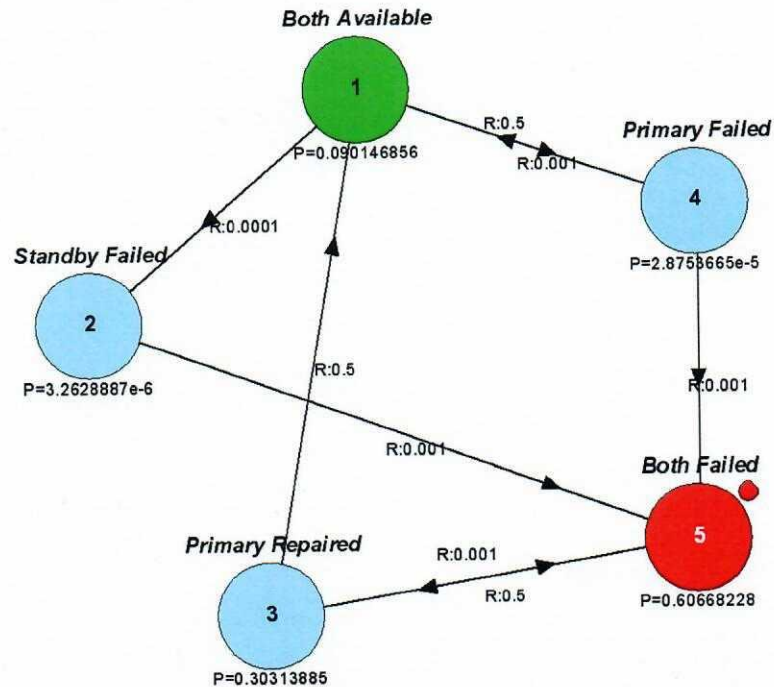 Both Available
1
P=0.090146856
R:0.5
R:0.001
Primary Failed
4
P=2.8753665e-5
R:0.0001
Standby Failed
2
P=3.2628887e-6
R:0.5
R:0.001
R:0.001
Both Failed
5
P=0.60668228
Primary Repaired
3
P=0.30313885
R:0.001
R:0.5